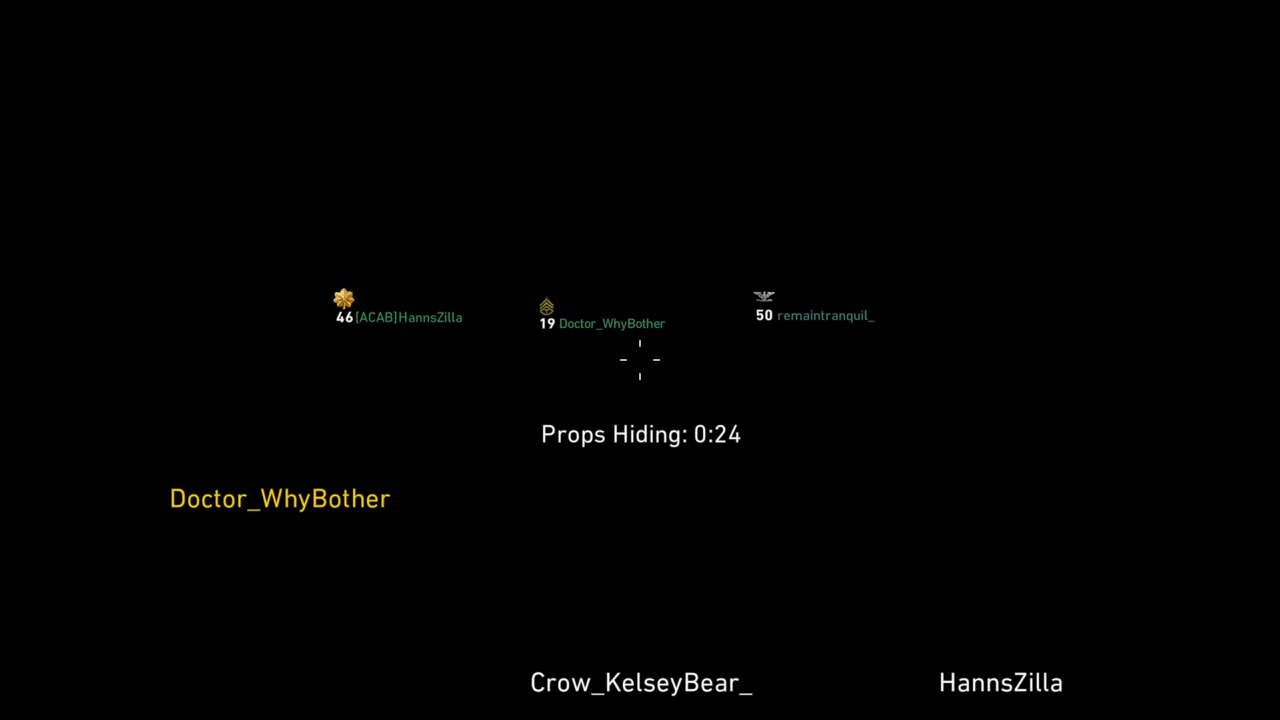 46 [ACAB]HannsZilla
19 Doctor_WhyBother
50 remaintranquil_
Props Hiding: 0:24
Doctor_WhyBother
Crow_KelseyBear_
HannsZilla